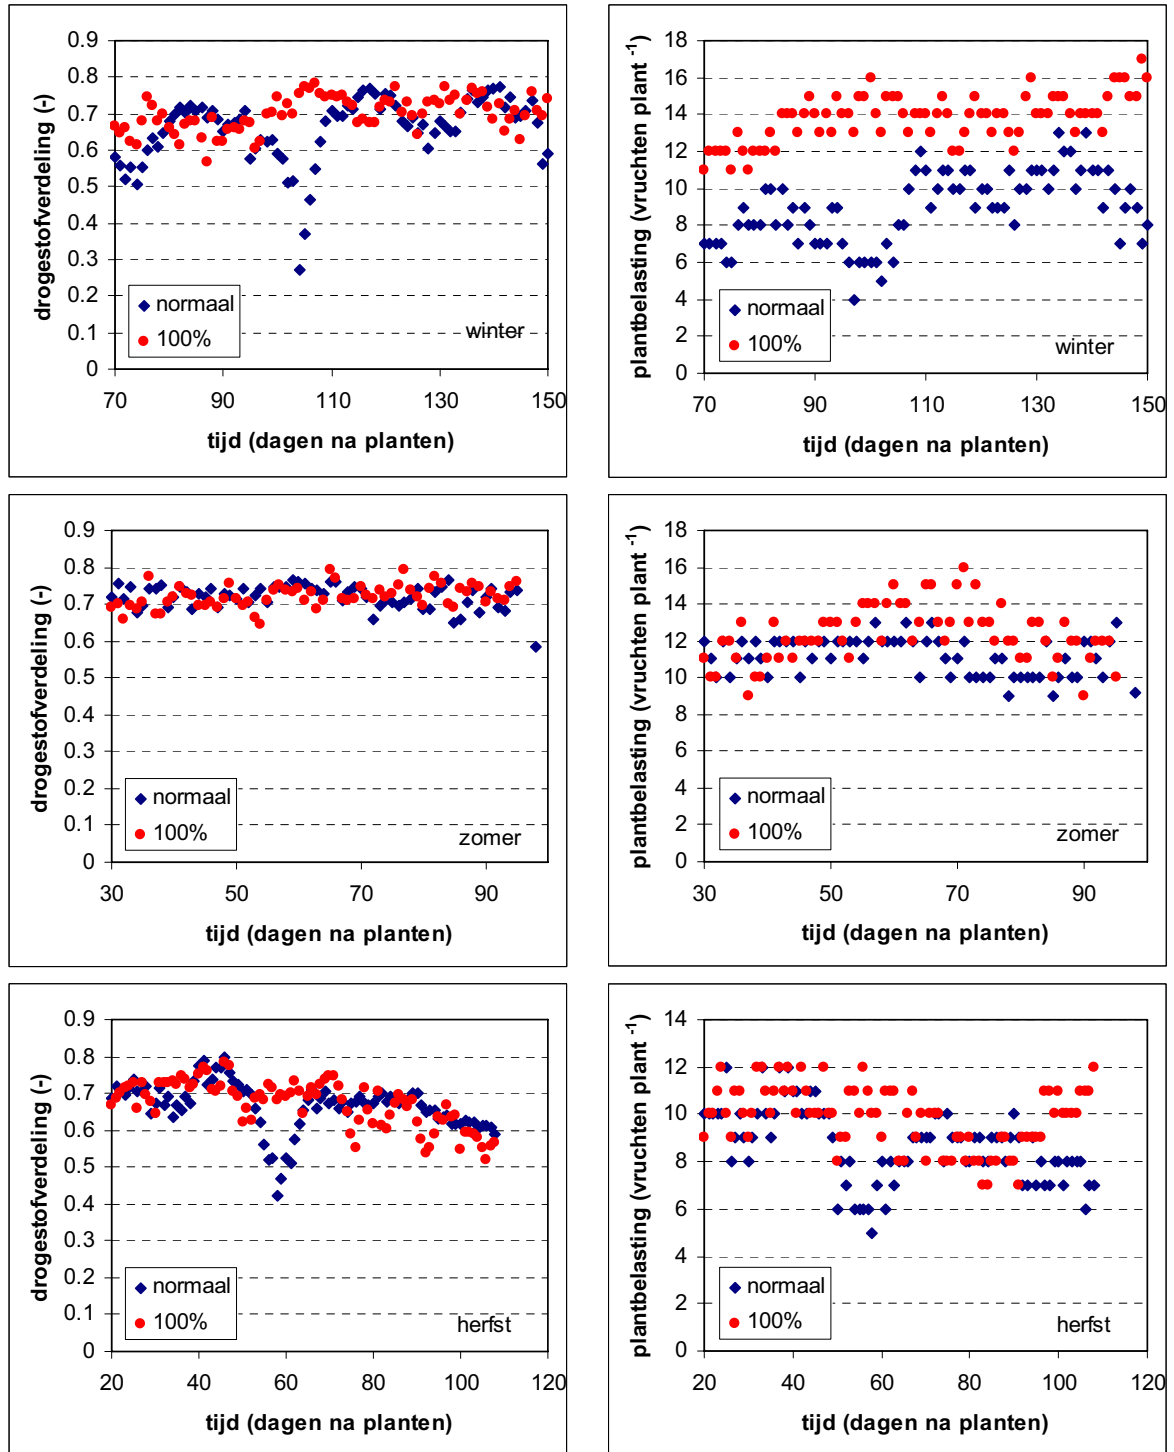 drogestofverdeling (-)
0.9
0.8
0.7
0.6
0.5
0.4
0.3
0.2
0.1
0
normaal
100%
winter
70 90 110 130 150
tijd (dagen na planten)
plantbelasting (vruchten plant -1)
18
16
14
12
10
8
6
4
2
0
normaal
100%
winter
70 90 110 130 150
tijd (dagen na planten)
drogestofverdeling (-)
0.9
0.8
0.7
0.6
0.5
0.4
0.3
0.2
0.1
0
normaal
100%
zomer
30 50 70 90
tijd (dagen na planten)
plantbelasting (vruchten plant -1)
18
16
14
12
10
8
6
4
2
0
normaal
100%
zomer
30 50 70 90
tijd (dagen na planten)
drogestofverdeling (-)
0.9
0.8
0.7
0.6
0.5
0.4
0.3
0.2
0.1
0
normaal
100%
herfst
20 40 60 80 100 120
tijd (dagen na planten)
plantbelasting (vruchten plant -1)
14
12
10
8
6
4
2
0
normaal
100%
herfst
20 40 60 80 100 120
tijd (dagen na planten)